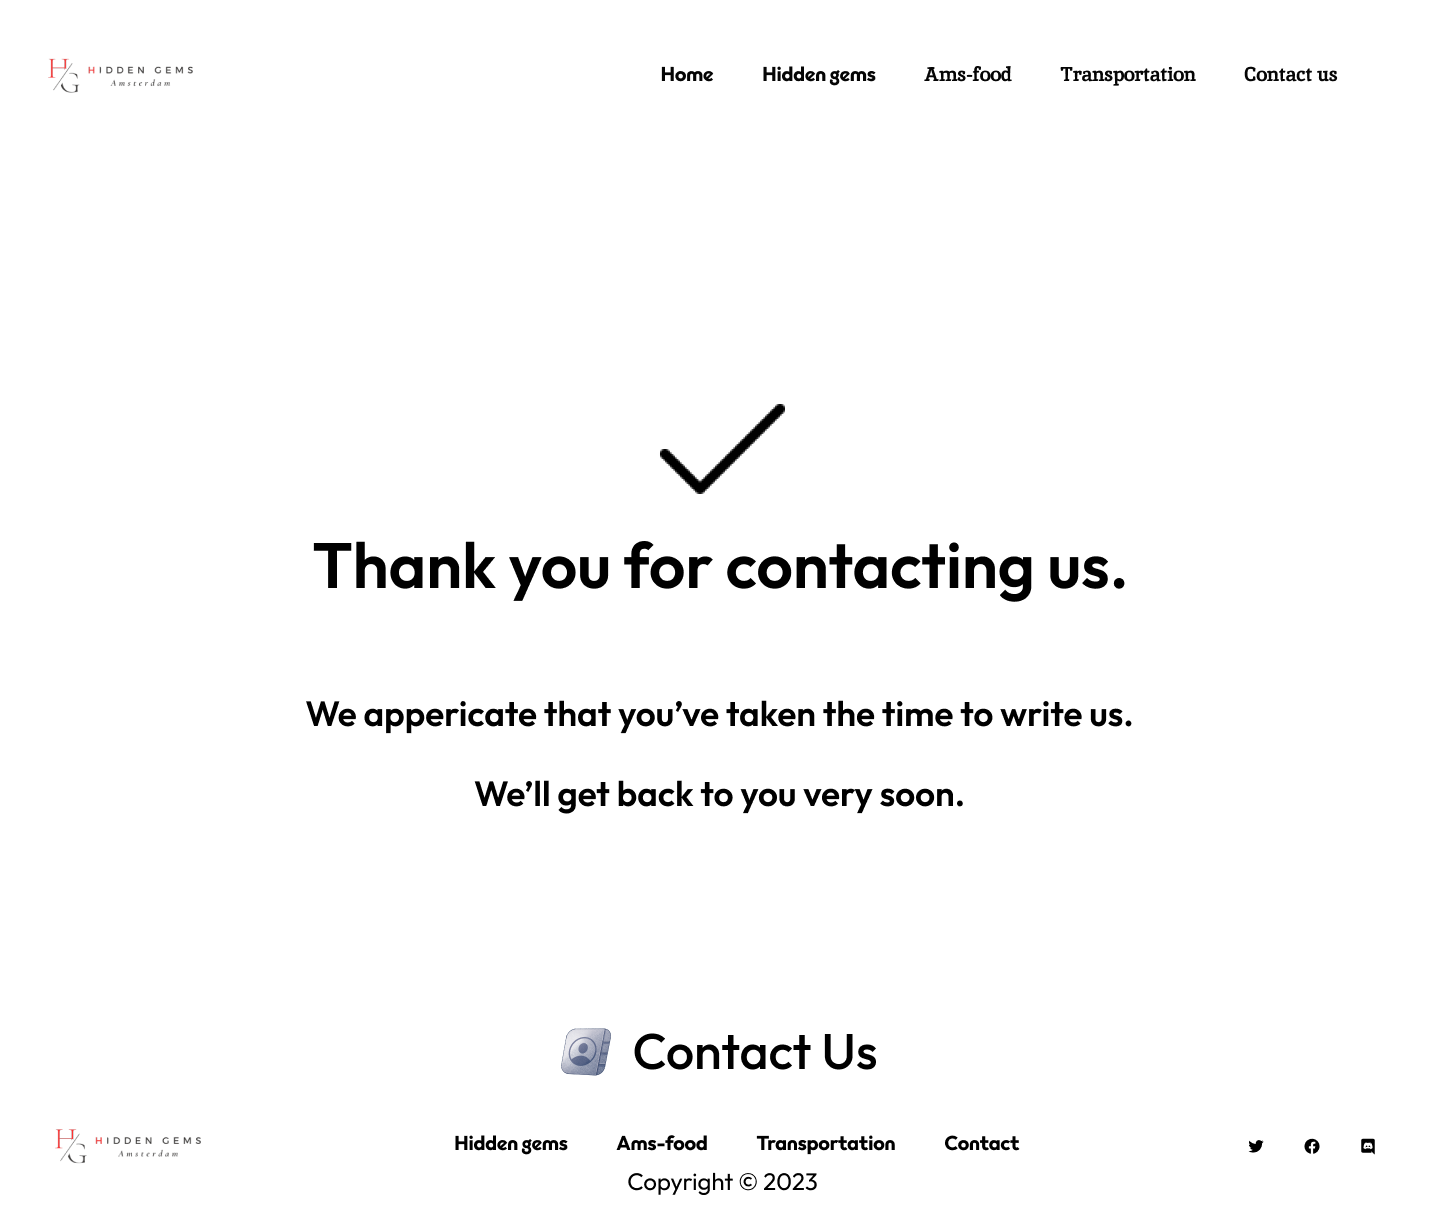 HG HIDDEN GEMS
Amsterdam
Home Hidden gems Ams-food Transportation Contact us
Thank you for contacting us.
We appericate that you’ve taken the time to write us.
We’ll get back to you very soon.
Contact Us
HG HIDDEN GEMS
Amsterdam
Hidden gems Ams-food Transportation Contact
Copyright © 2023